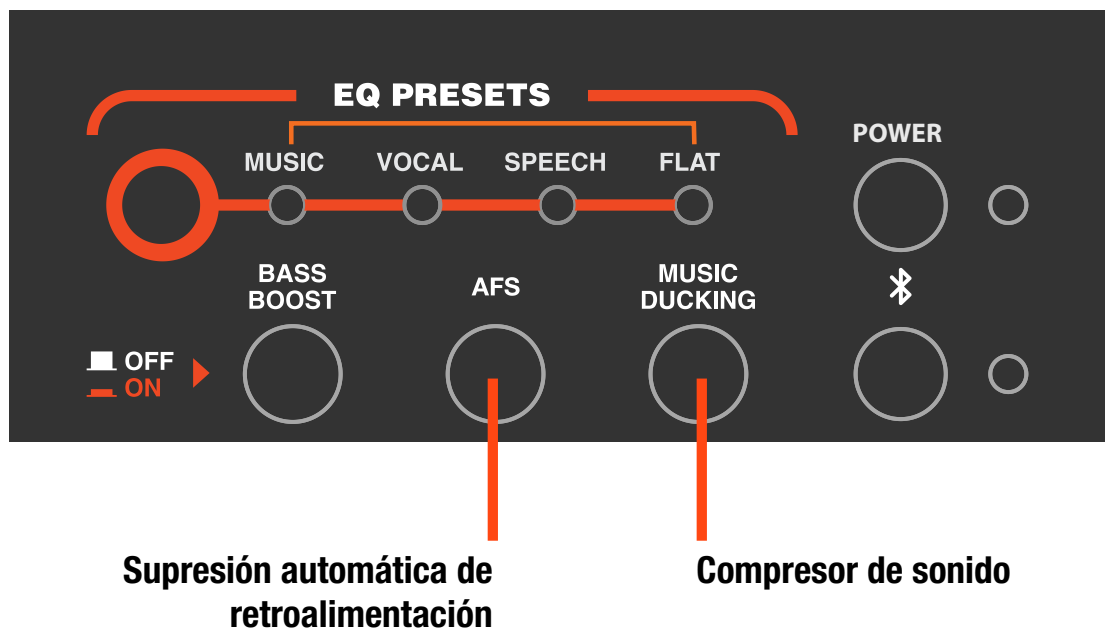 EQ PRESETS
MUSIC VOCAL SPEECH FLAT
POWER
BASS
BOOST
AFS
MUSIC
DUCKING
OFF
ON
Supresión automática de
retroalimentación
Compresor de sonido